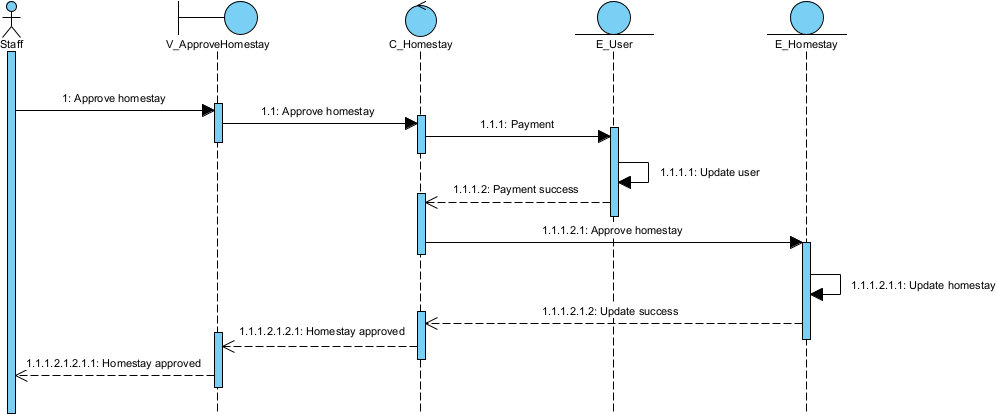 Staff
V_ApproveHomestay
C_Homestay
E_User
E_Homestay
1: Approve homestay
1.1: Approve homestay
1.1.1: Payment
1.1.1.1: Update user
1.1.1.2: Payment success
1.1.1.2.1: Approve homestay
1.1.1.2.1.1: Update homestay
1.1.1.2.1.2: Update success
1.1.1.2.1.2.1: Homestay approved
1.1.1.2.1.2.1.1: Homestay approved